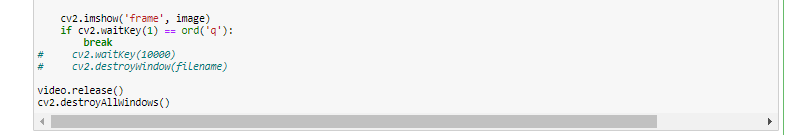 cv2.imshow('frame', image)
    if cv2.waitKey(1) == ord('q'):
        break
#     cv2.waitKey(10000)
#     cv2.destroyWindow(filename)
video.release()
cv2.destroyAllWindows()